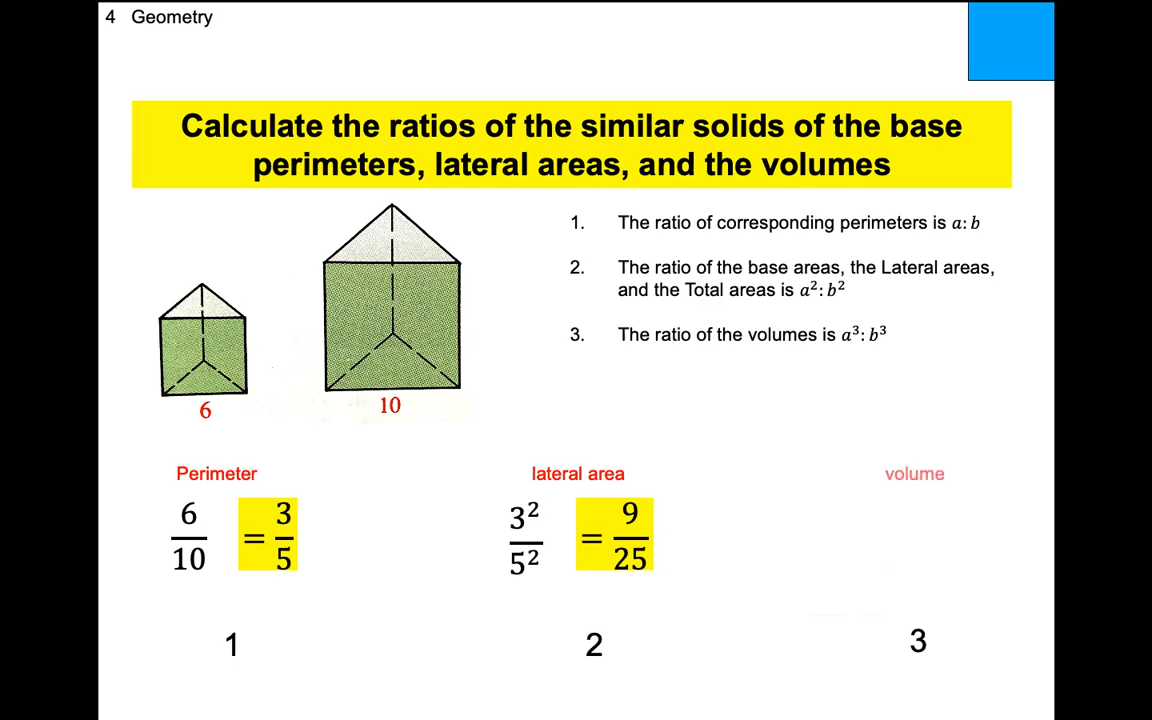 4 Geometry
Calculate the ratios of the similar solids of the base
perimeters, lateral areas, and the volumes
1. The ratio of corresponding perimeters is a: b
2. The ratio of the base areas, the Lateral areas,
and the Total areas is a²: b²
3. The ratio of the volumes is a³: b³
6
10
Perimeter
6/10 = 3/5
1
lateral area
3²/5² = 9/25
2
volume
3